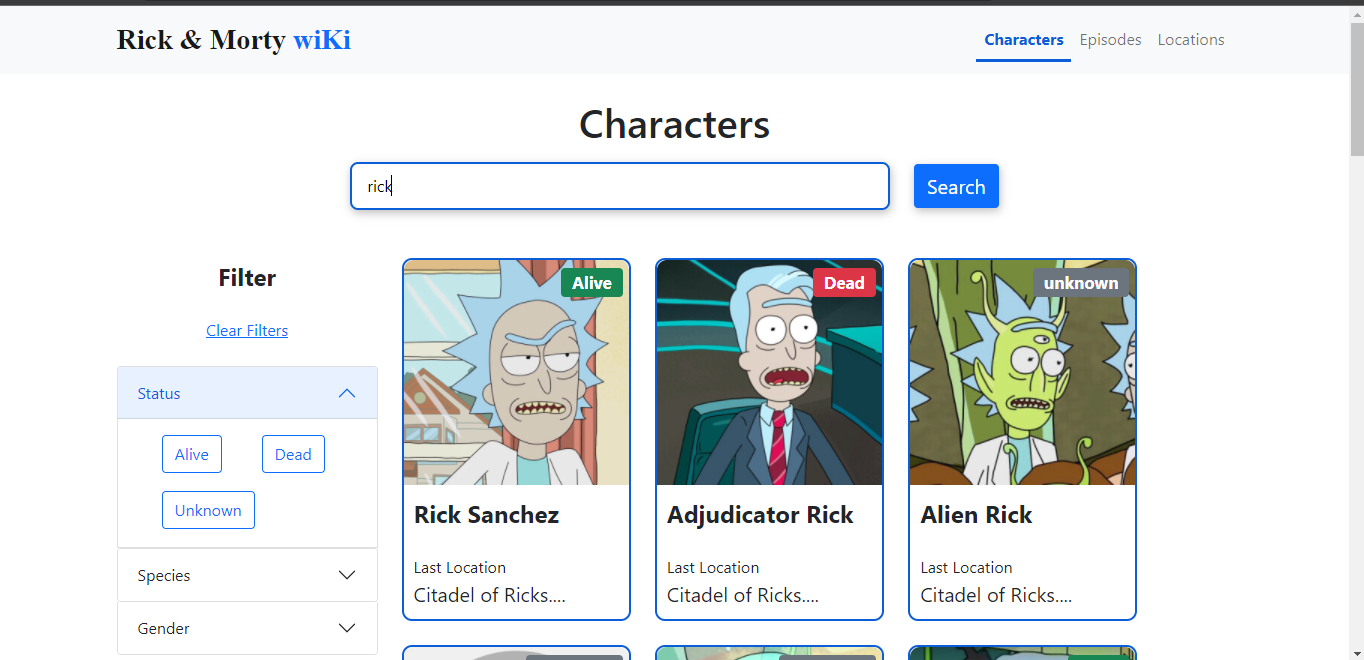 Rick & Morty wiKi
Characters Episodes Locations
Characters
rick
Search
Filter
Clear Filters
Status
Alive Dead
Unknown
Species
Gender
Alive
Rick Sanchez
Last Location
Citadel of Ricks....
Dead
Adjudicator Rick
Last Location
Citadel of Ricks....
unknown
Alien Rick
Last Location
Citadel of Ricks....